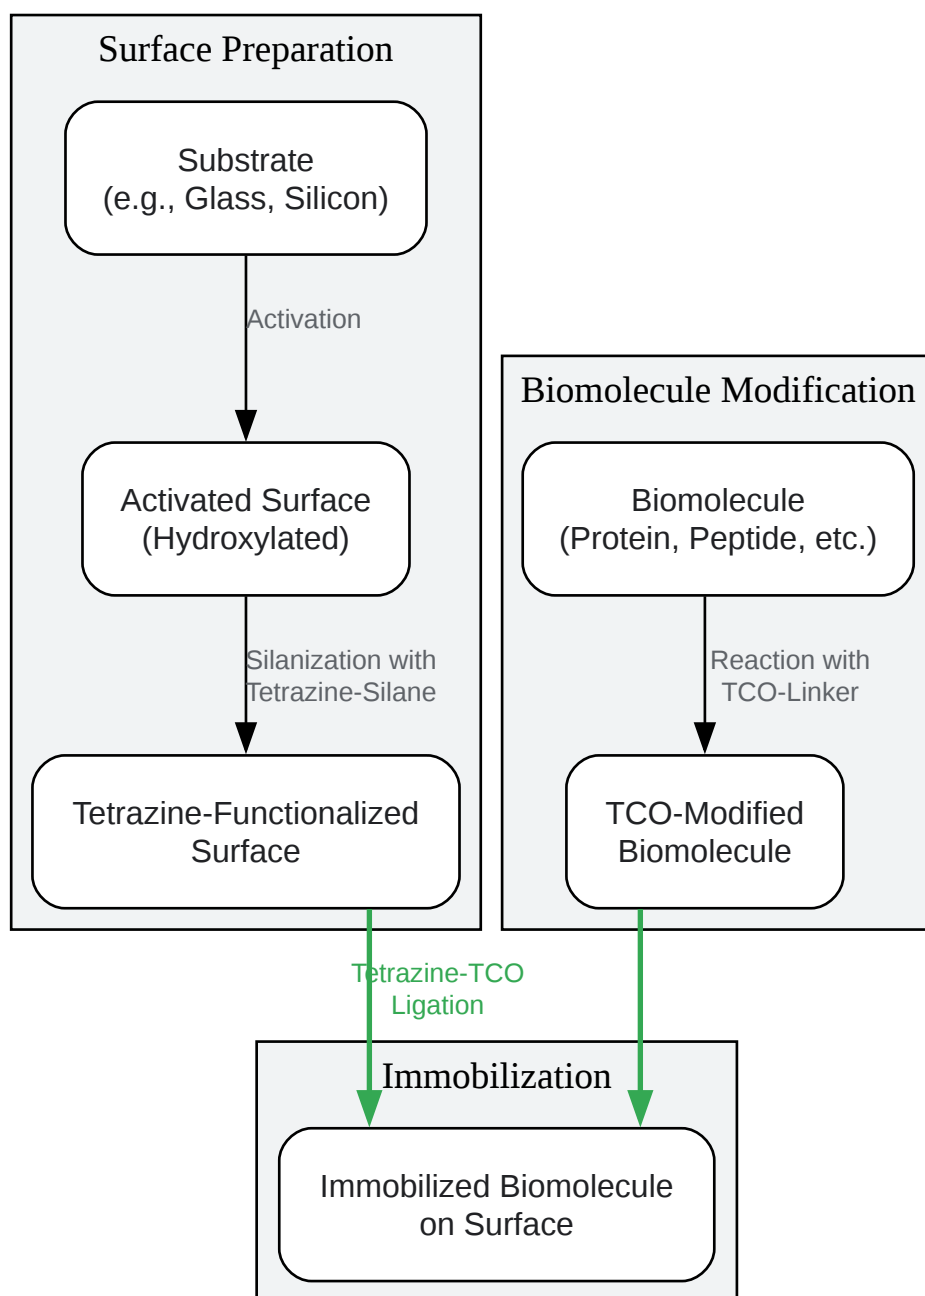 Surface Preparation
Substrate
(e.g., Glass, Silicon)
Activation
Activated Surface
(Hydroxylated)
Silanization with
Tetrazine-Silane
Tetrazine-Functionalized
Surface
Biomolecule Modification
Biomolecule
(Protein, Peptide, etc.)
Reaction with
TCO-Linker
TCO-Modified
Biomolecule
Tetrazine-TCO
Ligation
Immobilization
Immobilized Biomolecule
on Surface